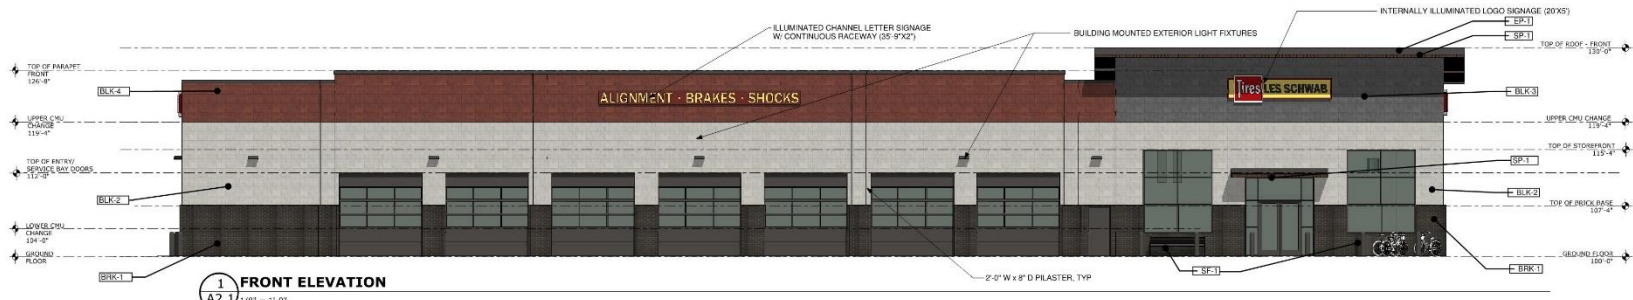 ILLUMINATED CHANNEL LETTER SIGNAGE
W/ CONTINUOUS RACEWAY (35'-9"X2")
BUILDING MOUNTED EXTERIOR LIGHT FIXTURES
INTERNALLY ILLUMINATED LOGO SIGNAGE (20'X5')
EP-1
SP-1
TOP OF ROOF - FRONT
130'-0"
TOP OF PARAPET
FRONT
126'-8"
BLK-4
ALIGNMENT · BRAKES · SHOCKS
Tires LES SCHWAB
BLK-3
UPPER CMU
CHANGE
119'-4"
UPPER CMU CHANGE
119'-4"
TOP OF STOREFRONT
115'-4"
TOP OF ENTRY/
SERVICE BAY DOORS
112'-0"
SP-1
BLK-2
BLK-2
TOP OF BRICK BASE
107'-4"
LOWER CMU
CHANGE
104'-0"
GROUND
FLOOR
GROUND FLOOR
100'-0"
BRK-1
SF-1
BRK-1
2'-0" W x 8" D PILASTER, TYP
1
A2.1
FRONT ELEVATION
1/8" = 1'-0"